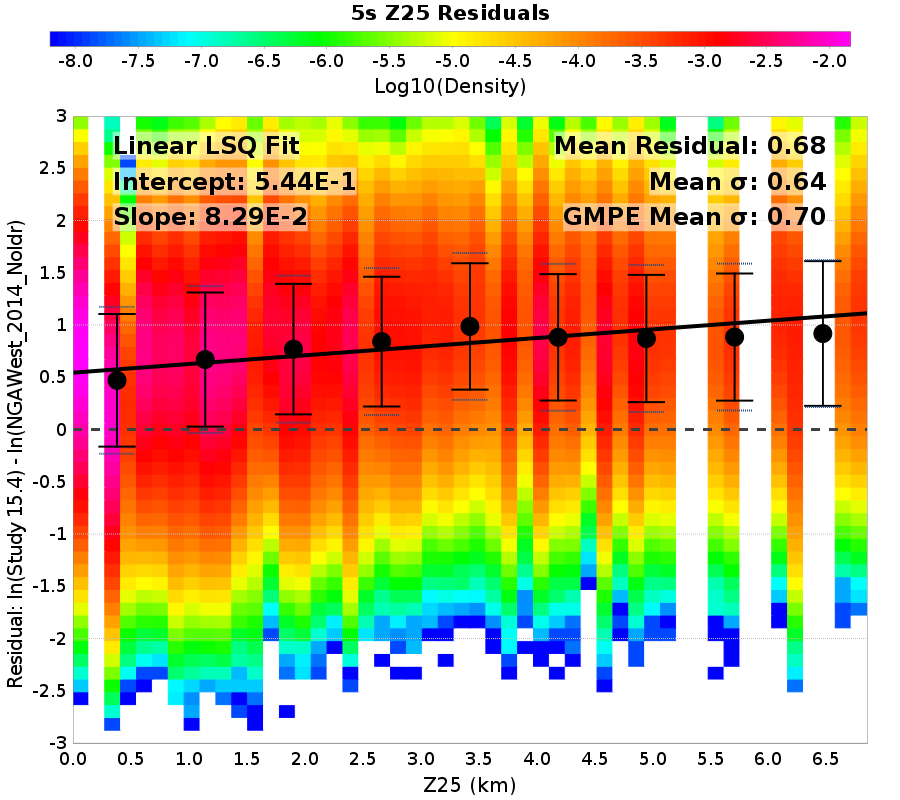 5s Z25 Residuals
-8.0 -7.5 -7.0 -6.5 -6.0 -5.5 -5.0 -4.5 -4.0 -3.5 -3.0 -2.5 -2.0
Log10(Density)
Linear LSQ Fit
Intercept: 5.44E-1
Slope: 8.29E-2
Mean Residual: 0.68
Mean σ: 0.64
GMPE Mean σ: 0.70
Residual: ln(Study 15.4) - ln(NGAWest_2014_NoIdr)
3
2.5
2
1.5
1
0.5
0
-0.5
-1
-1.5
-2
-2.5
-3
0.0 0.5 1.0 1.5 2.0 2.5 3.0 3.5 4.0 4.5 5.0 5.5 6.0 6.5
Z25 (km)